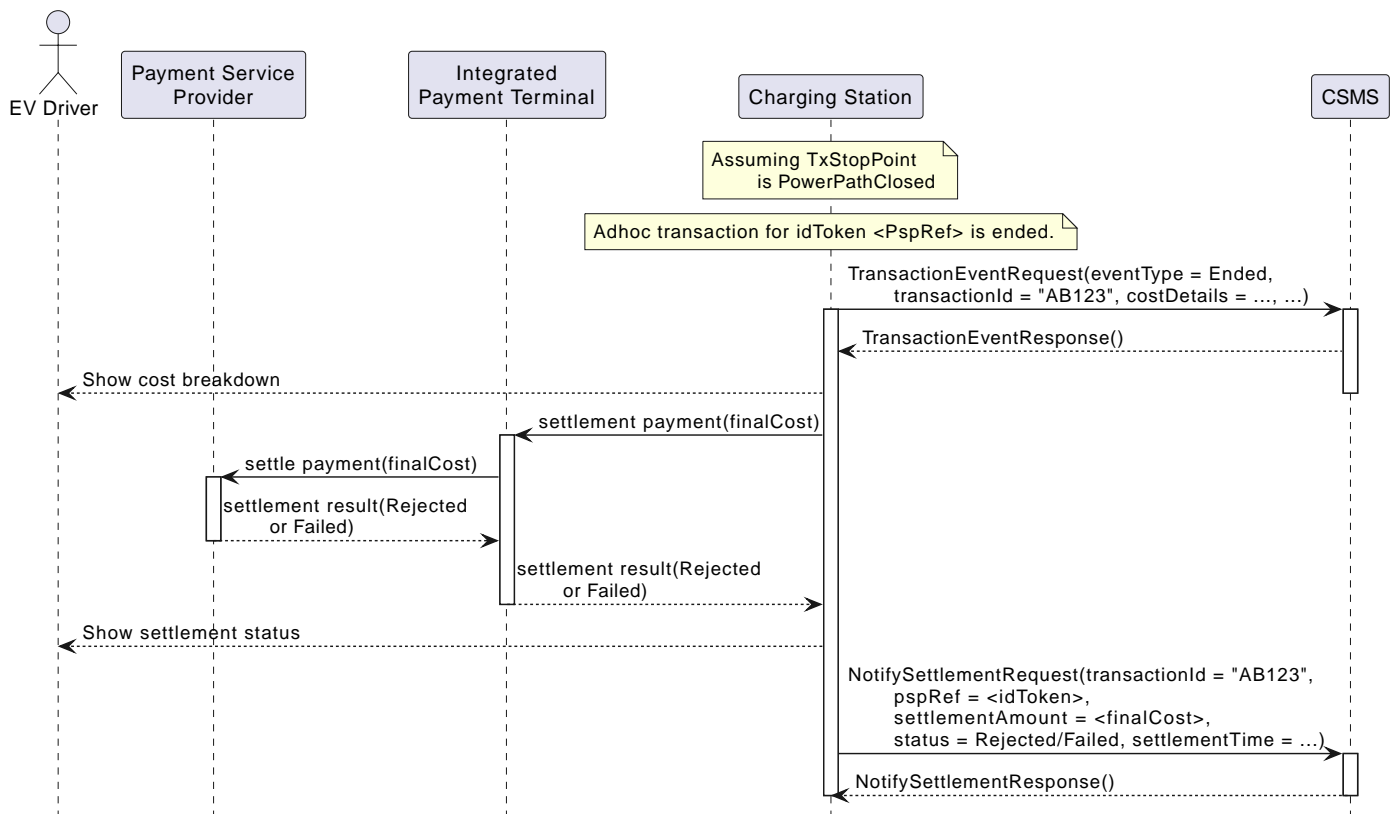 EV Driver
Payment Service
Provider
Integrated
Payment Terminal
Charging Station
CSMS
Assuming TxStopPoint
is PowerPathClosed
Adhoc transaction for idToken <PspRef> is ended.
TransactionEventRequest(eventType = Ended,
transactionId = "AB123", costDetails = ..., ...)
TransactionEventResponse()
Show cost breakdown
settlement payment(finalCost)
settle payment(finalCost)
settlement result(Rejected
or Failed)
settlement result(Rejected
or Failed)
Show settlement status
NotifySettlementRequest(transactionId = "AB123",
pspRef = <idToken>,
settlementAmount = <finalCost>,
status = Rejected/Failed, settlementTime = ...)
NotifySettlementResponse()